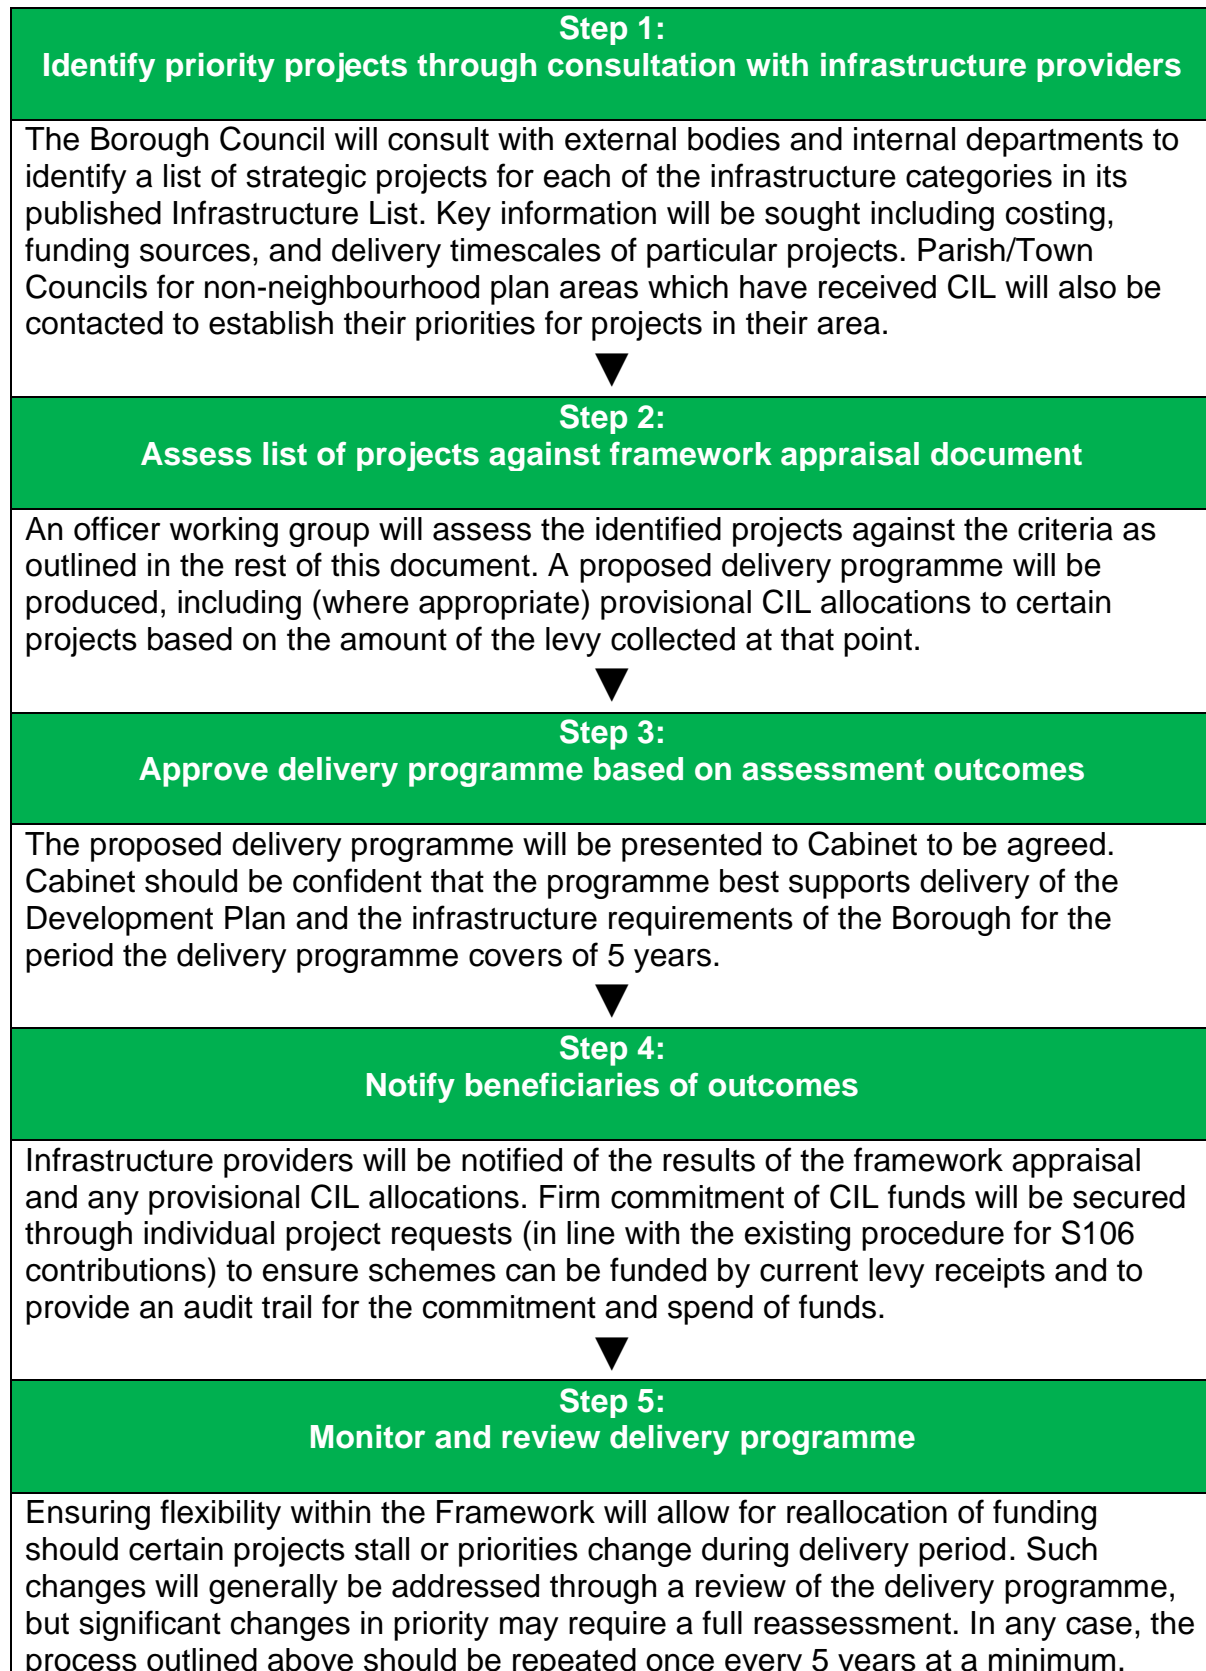 Step 1:
Identify priority projects through consultation with infrastructure providers
The Borough Council will consult with external bodies and internal departments to
identify a list of strategic projects for each of the infrastructure categories in its
published Infrastructure List. Key information will be sought including costing,
funding sources, and delivery timescales of particular projects. Parish/Town
Councils for non-neighbourhood plan areas which have received CIL will also be
contacted to establish their priorities for projects in their area.
Step 2:
Assess list of projects against framework appraisal document
An officer working group will assess the identified projects against the criteria as
outlined in the rest of this document. A proposed delivery programme will be
produced, including (where appropriate) provisional CIL allocations to certain
projects based on the amount of the levy collected at that point.
Step 3:
Approve delivery programme based on assessment outcomes
The proposed delivery programme will be presented to Cabinet to be agreed.
Cabinet should be confident that the programme best supports delivery of the
Development Plan and the infrastructure requirements of the Borough for the
period the delivery programme covers of 5 years.
Step 4:
Notify beneficiaries of outcomes
Infrastructure providers will be notified of the results of the framework appraisal
and any provisional CIL allocations. Firm commitment of CIL funds will be secured
through individual project requests (in line with the existing procedure for S106
contributions) to ensure schemes can be funded by current levy receipts and to
provide an audit trail for the commitment and spend of funds.
Step 5:
Monitor and review delivery programme
Ensuring flexibility within the Framework will allow for reallocation of funding
should certain projects stall or priorities change during delivery period. Such
changes will generally be addressed through a review of the delivery programme,
but significant changes in priority may require a full reassessment. In any case, the
process outlined above should be repeated once every 5 years at a minimum.